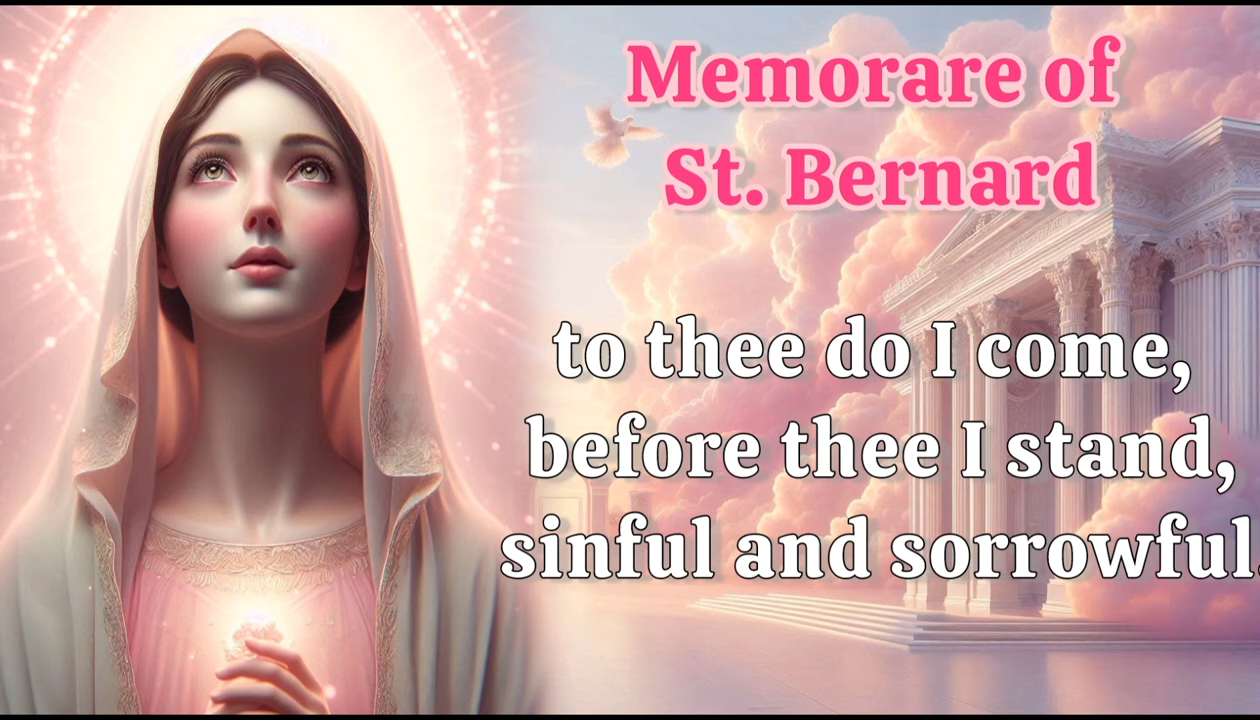 Memorare of
St. Bernard
to thee do I come,
before thee I stand,
sinful and sorrowful.